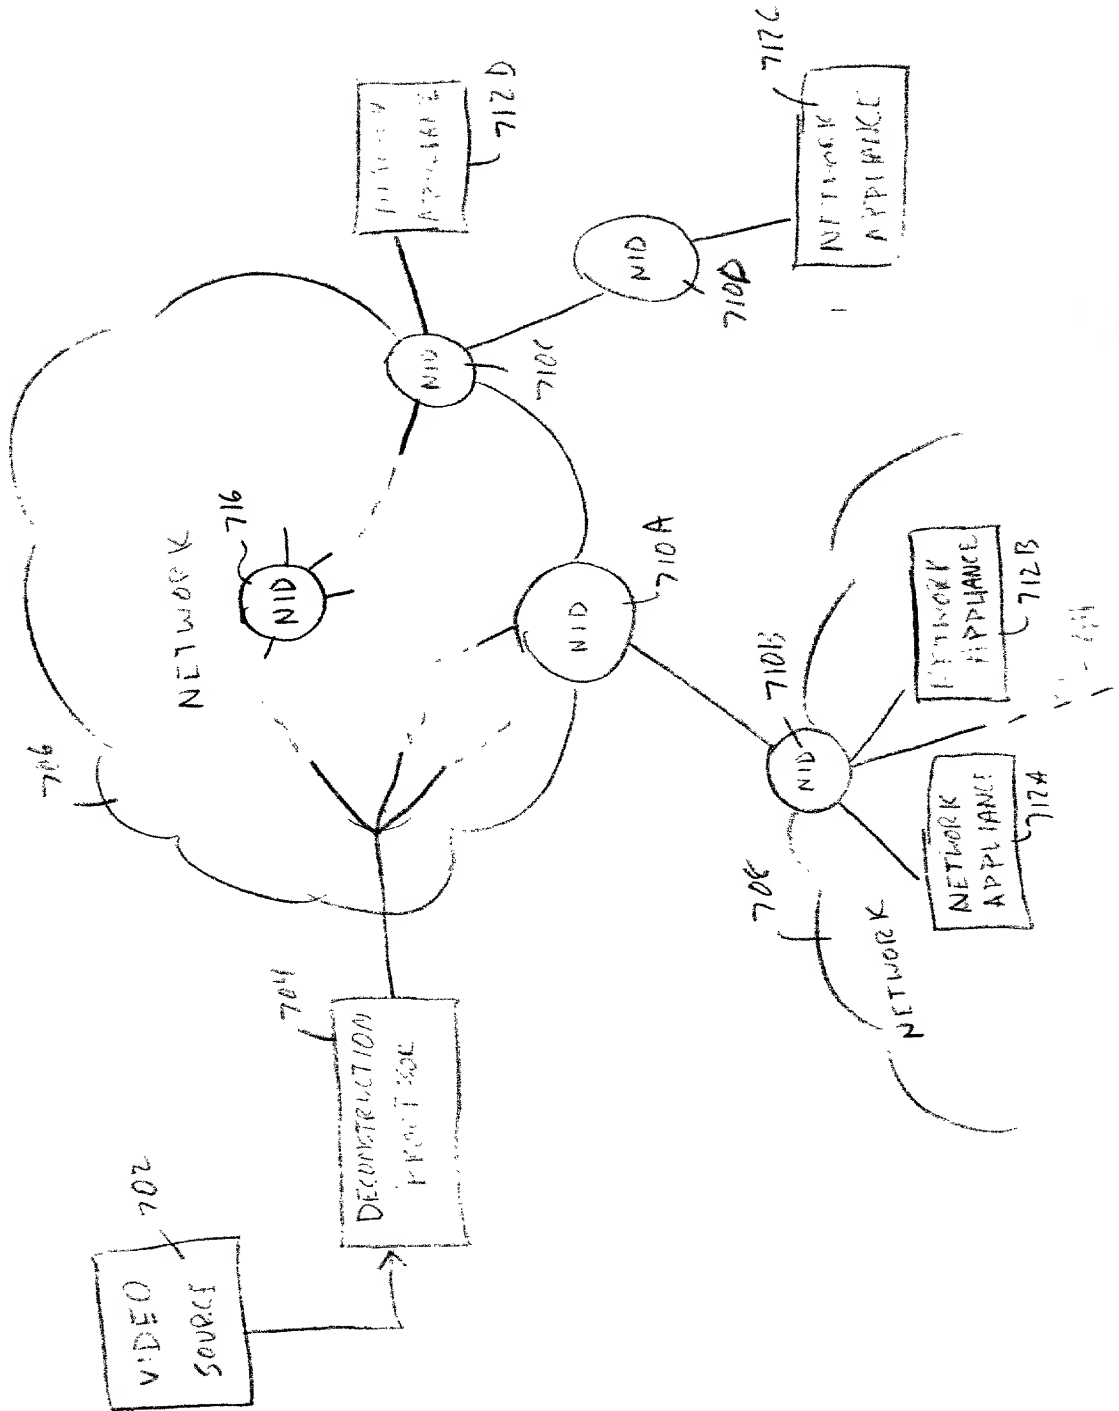 VIDEO
SOURCE
702
DECONSTRUCTION
704
706
NETWORK
NID
716
NID
710A
NID
710C
712D
NID
710D
NETWORK
APPLIANCE
712C
708
NETWORK
NID
710B
NETWORK
APPLIANCE
712A
NETWORK
APPLIANCE
712B